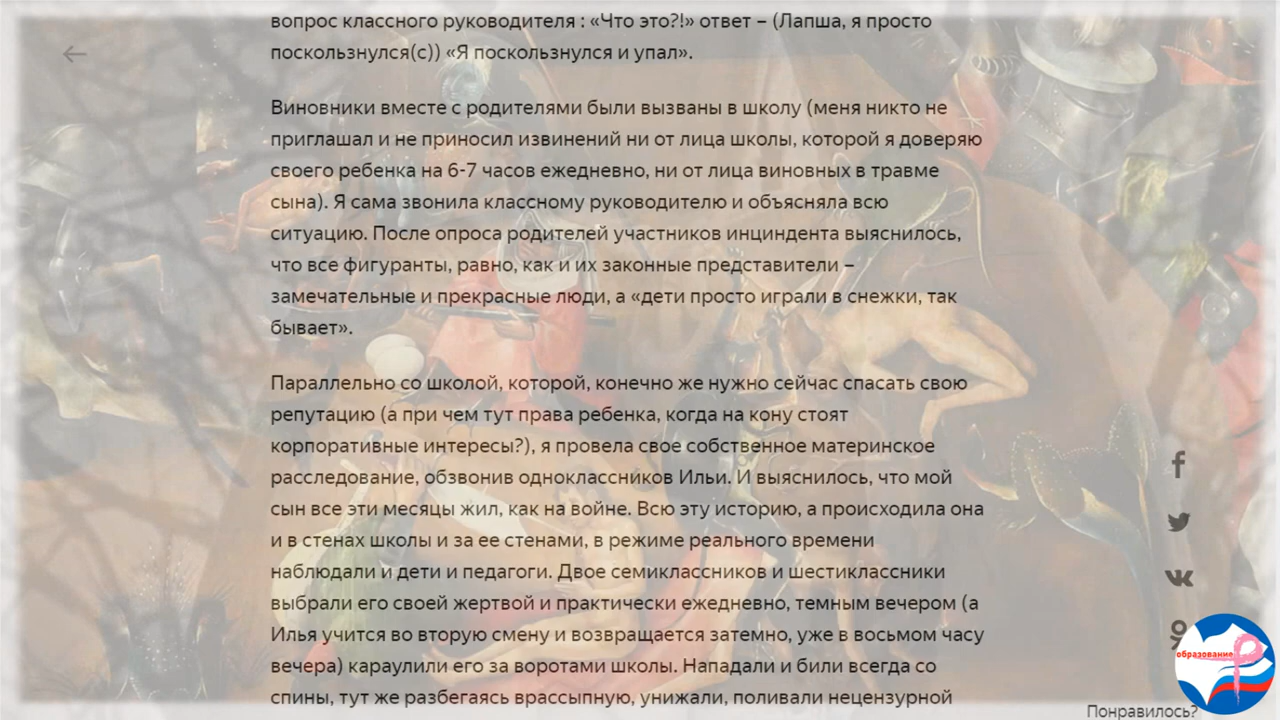 вопрос классного руководителя : «Что это?!» ответ – (Лапша, я просто
поскользнулся(с)) «Я поскользнулся и упал».
Виновники вместе с родителями были вызваны в школу (меня никто не
приглашал и не приносил извинений ни от лица школы, которой я доверяю
своего ребенка на 6-7 часов ежедневно, ни от лица виновных в травме
сына). Я сама звонила классному руководителю и объясняла всю
ситуацию. После опроса родителей участников инциндента выяснилось,
что все фигуранты, равно, как и их законные представители –
замечательные и прекрасные люди, а «дети просто играли в снежки, так
бывает».
Параллельно со школой, которой, конечно же нужно сейчас спасать свою
репутацию (а при чем тут права ребенка, когда на кону стоят
корпоративные интересы?), я провела свое собственное материнское
расследование, обзвонив одноклассников Ильи. И выяснилось, что мой
сын все эти месяцы жил, как на войне. Всю эту историю, а происходила она
и в стенах школы и за ее стенами, в режиме реального времени
наблюдали и дети и педагоги. Двое семиклассников и шестиклассники
выбрали его своей жертвой и практически ежедневно, темным вечером (а
Илья учится во вторую смену и возвращается затемно, уже в восьмом часу
вечера) караулили его за воротами школы. Нападали и били всегда со
спины, тут же разбегаясь врассыпную, унижали, поливали нецензурной
образование
Понравилось?